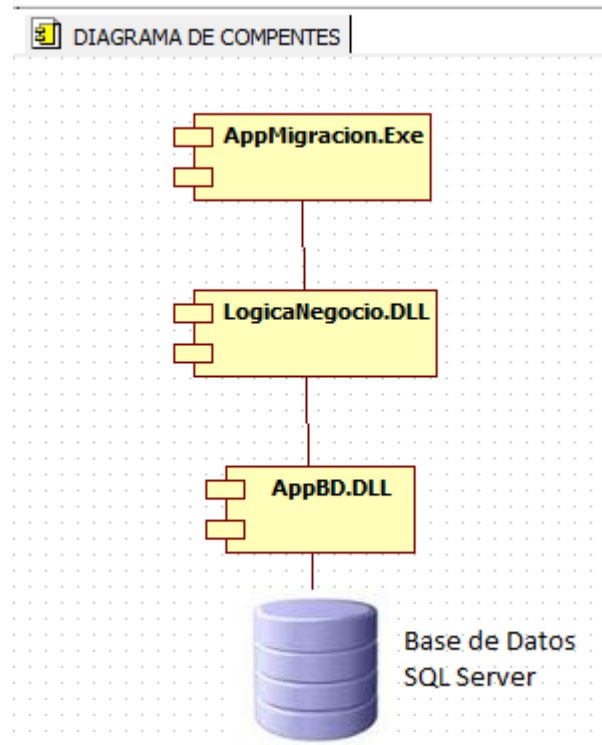 DIAGRAMA DE COMPENTES
AppMigracion.Exe
LogicaNegocio.DLL
AppBD.DLL
Base de Datos
SQL Server